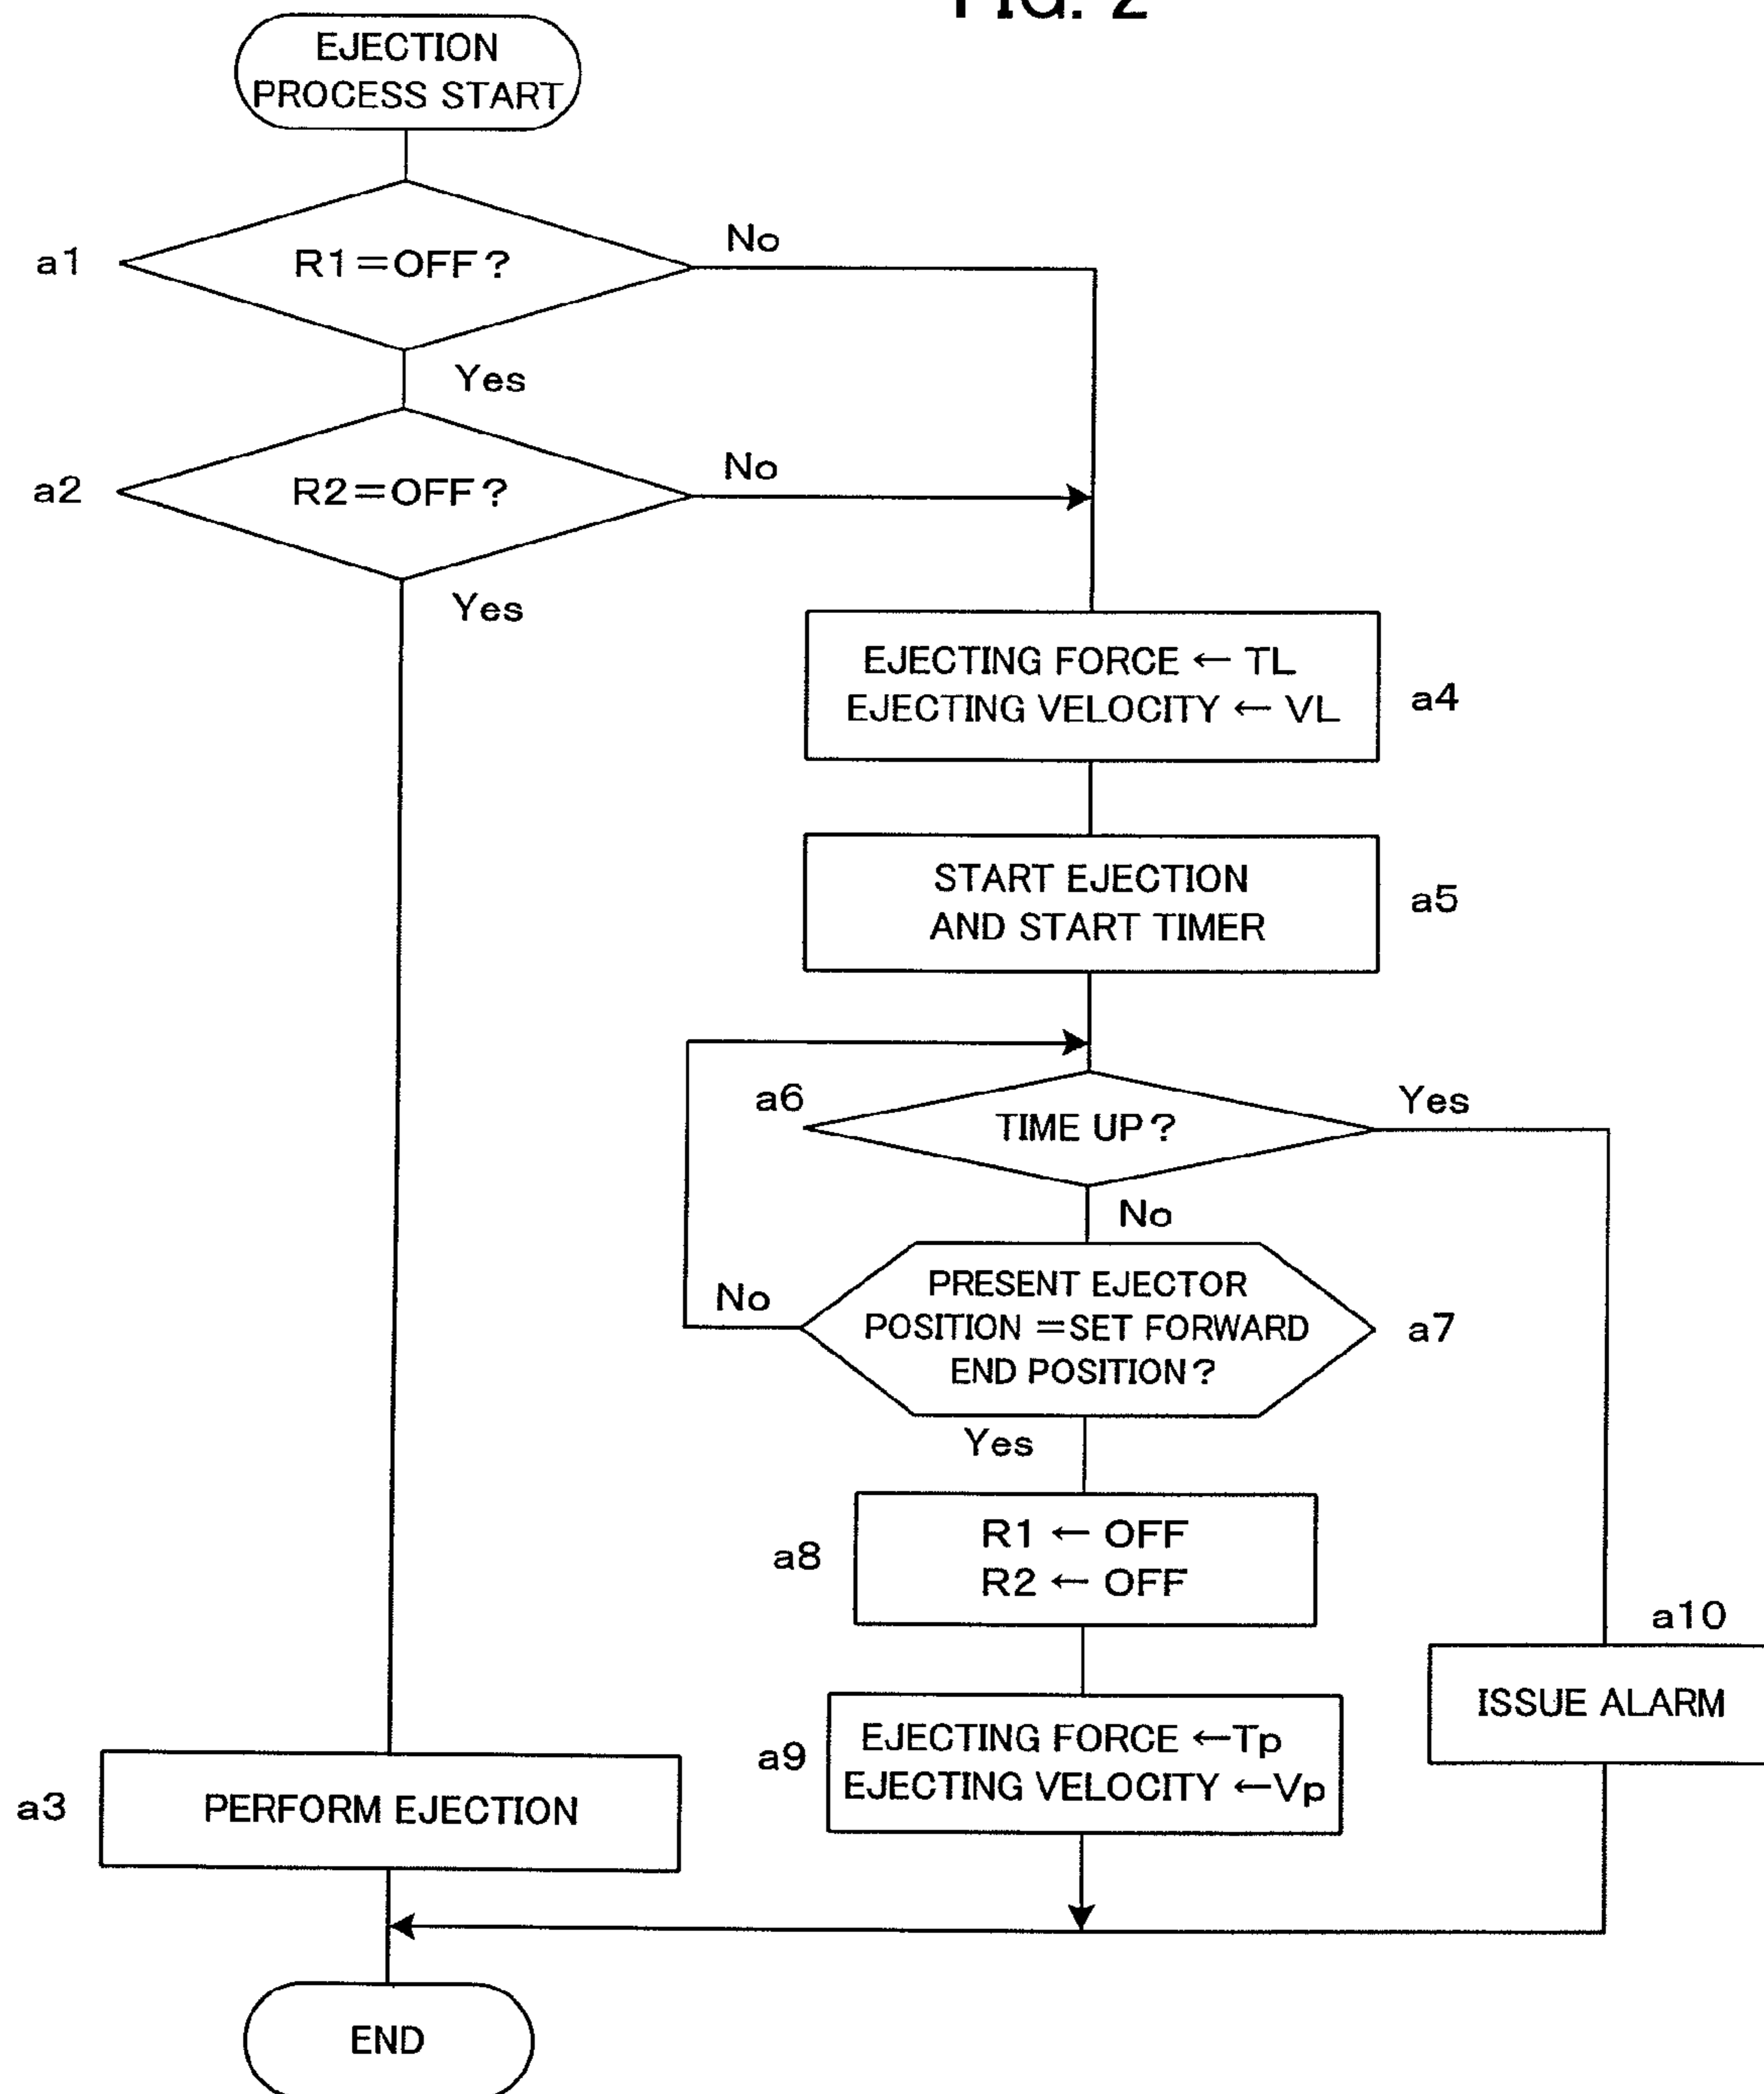 FIG. 2
EJECTION
PROCESS START
a1
R1=OFF?
No
Yes
a2
R2=OFF?
No
Yes
EJECTING FORCE ← TL
EJECTING VELOCITY ← VL
a4
START EJECTION
AND START TIMER
a5
a6
TIME UP?
Yes
No
PRESENT EJECTOR
POSITION =SET FORWARD
END POSITION?
a7
No
Yes
a8
R1 ← OFF
R2 ← OFF
a10
ISSUE ALARM
a9
EJECTING FORCE ←Tp
EJECTING VELOCITY ←Vp
a3
PERFORM EJECTION
END